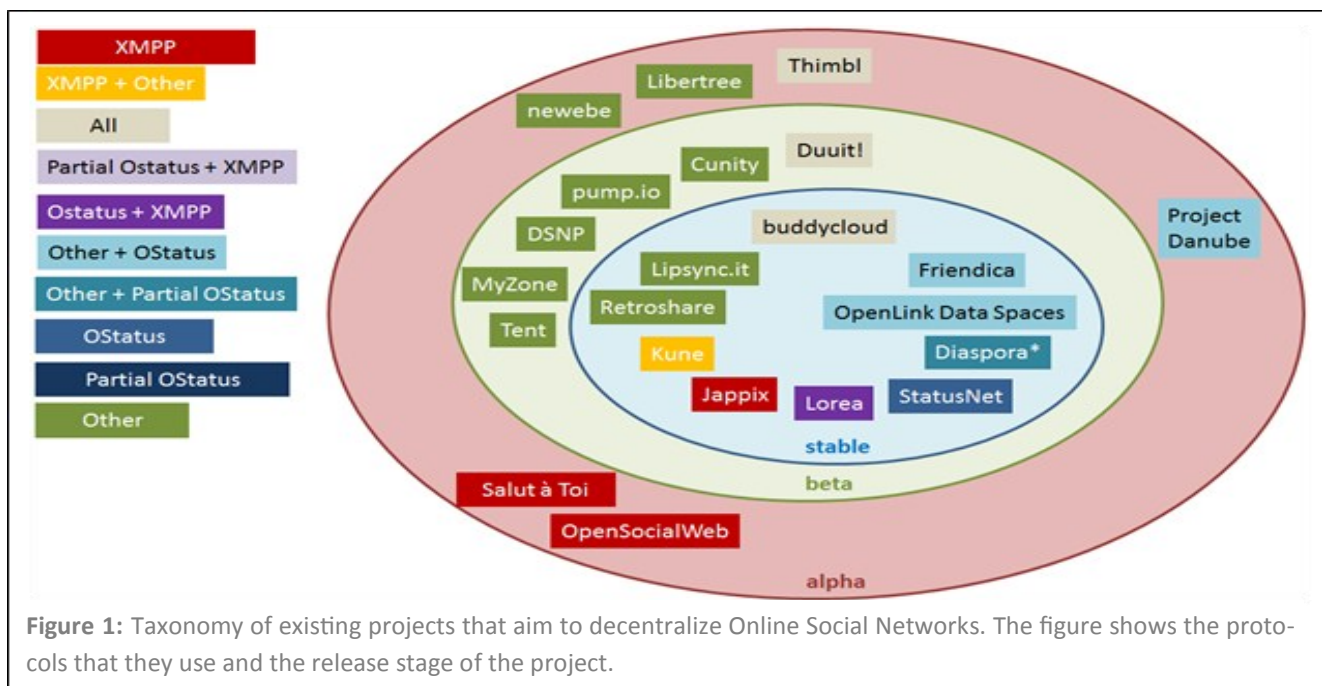 XMPP
XMPP + Other
All
Partial Ostatus + XMPP
Ostatus + XMPP
Other + OStatus
Other + Partial OStatus
OStatus
Partial OStatus
Other
Thimbl
Libertree
newebe
Duuit!
Cunity
pump.io
DSNP
MyZone
Tent
buddycloud
Lipsync.it
Retroshare
Kune
Jappix
Lorea
StatusNet
Diaspora*
OpenLink Data Spaces
Friendica
Project
Danube
stable
beta
Salut à Toi
OpenSocialWeb
alpha
Figure 1: Taxonomy of existing projects that aim to decentralize Online Social Networks. The figure shows the proto-
cols that they use and the release stage of the project.